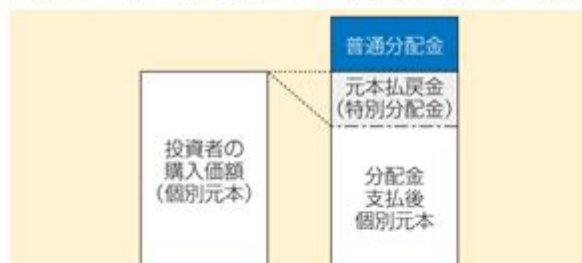 普通分配金
元本払戻金
(特別分配金)
投資者の
購入価額
(個別元本)
分配金
支払後
個別元本